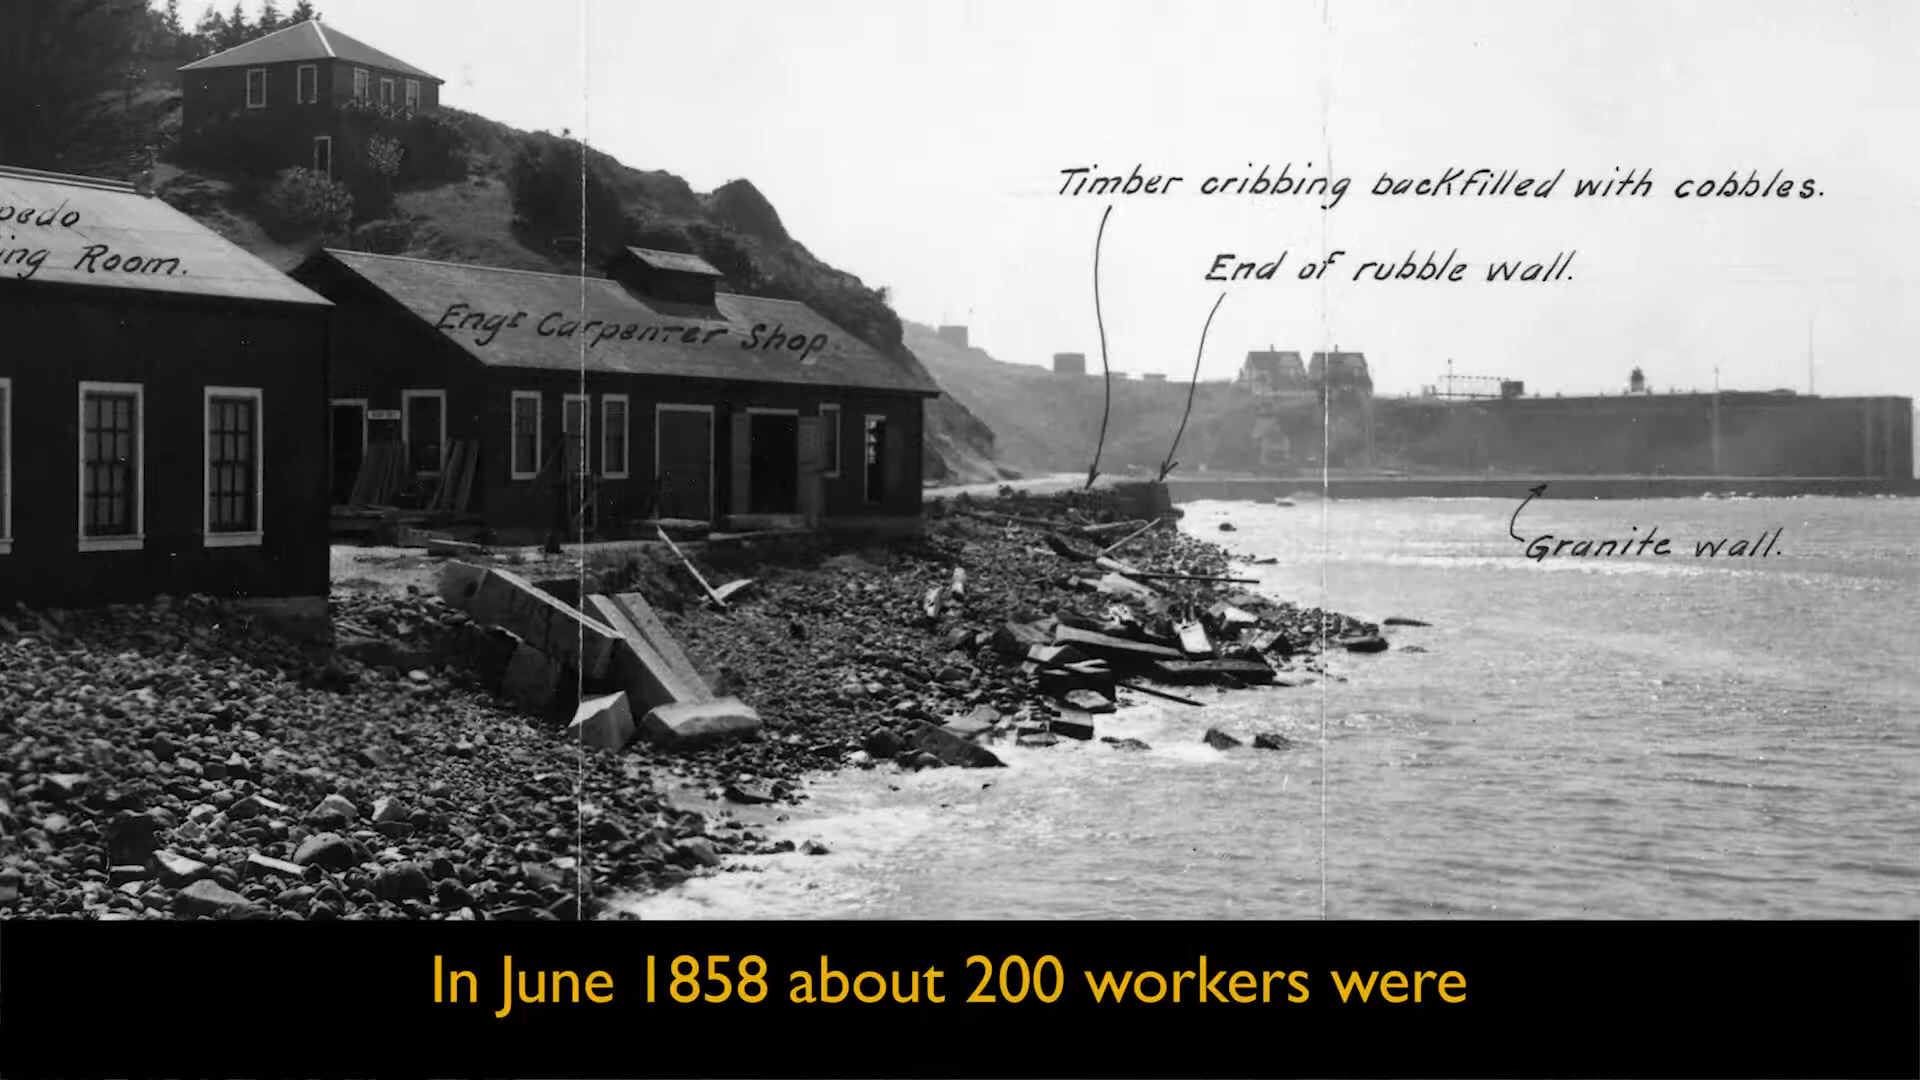 Timber cribbing backfilled with cobbles.
End of rubble wall.
pedo
ing Room.
Engr Carpenter Shop
Granite wall.
In June 1858 about 200 workers were